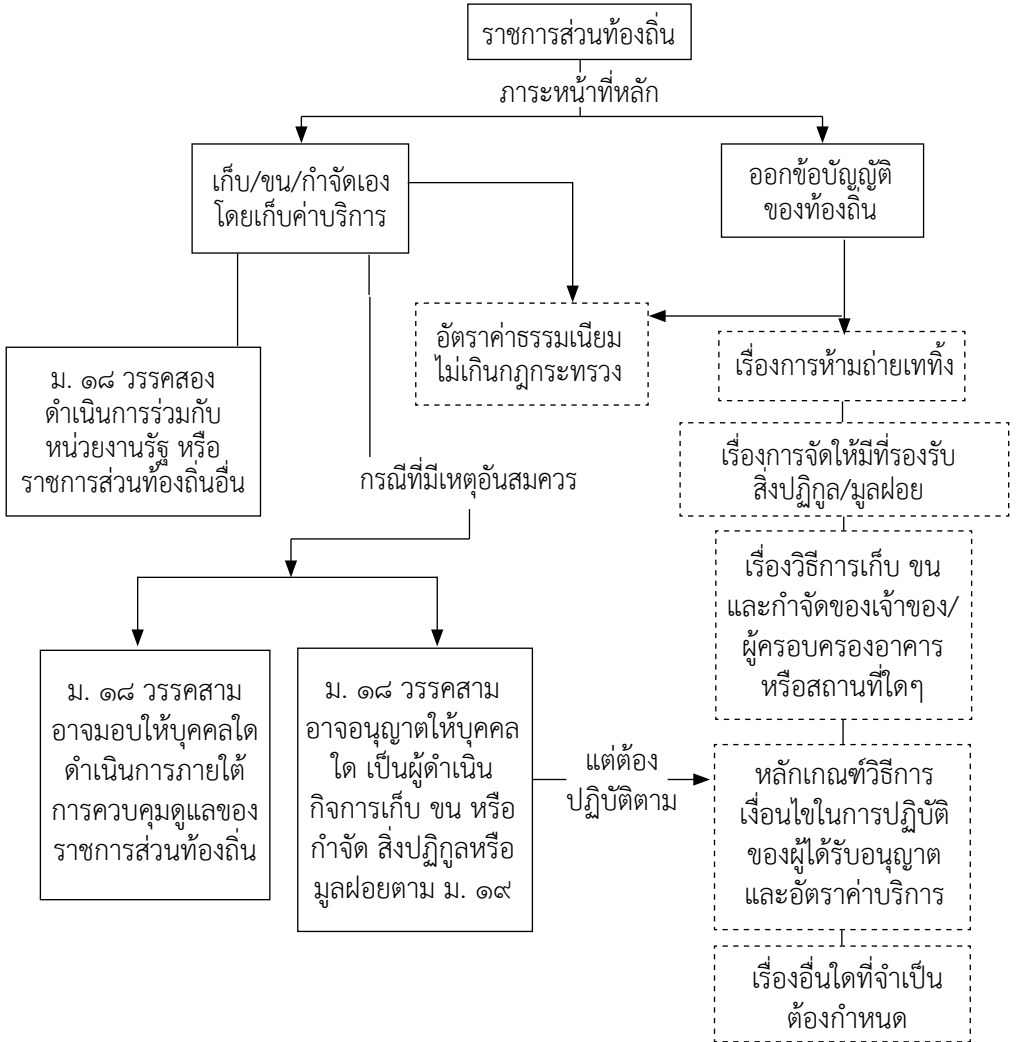 ราชการส่วนท้องถิ่น
ภาระหน้าที่หลัก
เก็บ/ขน/กำจัดเอง
โดยเก็บค่าบริการ
ออกข้อบัญญัติ
ของท้องถิ่น
อัตราค่าธรรมเนียม
ไม่เกินกฎกระทรวง
เรื่องการห้ามถ่ายเททิ้ง
ม. ๑๘ วรรคสอง
ดำเนินการร่วมกับ
หน่วยงานรัฐ หรือ
ราชการส่วนท้องถิ่นอื่น
กรณีที่มีเหตุอันสมควร
เรื่องการจัดให้มีที่รองรับ
สิ่งปฏิกูล/มูลฝอย
เรื่องวิธีการเก็บ ขน
และกำจัดของเจ้าของ/
ผู้ครอบครองอาคาร
หรือสถานที่ใดๆ
ม. ๑๘ วรรคสาม
อาจมอบให้บุคคลใด
ดำเนินการภายใต้
การควบคุมดูแลของ
ราชการส่วนท้องถิ่น
ม. ๑๘ วรรคสาม
อาจอนุญาตให้บุคคล
ใด เป็นผู้ดำเนิน
กิจการเก็บ ขน หรือ
กำจัด สิ่งปฏิกูลหรือ
มูลฝอยตาม ม. ๑๙
แต่ต้อง
ปฏิบัติตาม
หลักเกณฑ์วิธีการ
เงื่อนไขในการปฏิบัติ
ของผู้ได้รับอนุญาต
และอัตราค่าบริการ
เรื่องอื่นใดที่จำเป็น
ต้องกำหนด